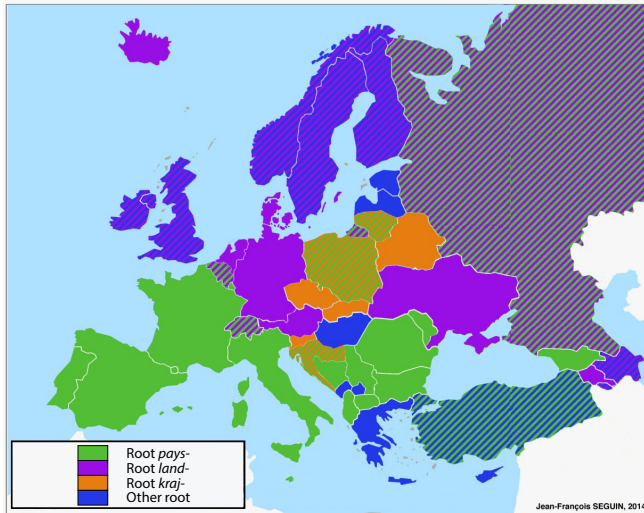 Root pays-
Root land-
Root kraj-
Other root
Jean-François SEGUIN, 2014